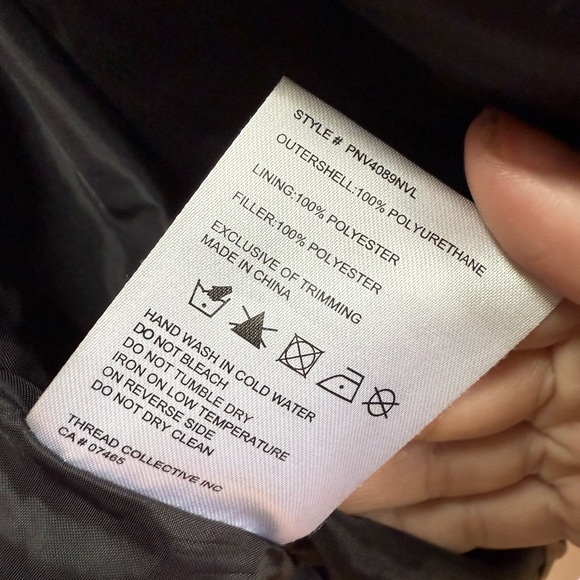 STYLE # PNV4089NVL
OUTERSHELL:100% POLYURETHANE
LINING:100% POLYESTER
FILLER:100% POLYESTER
EXCLUSIVE OF TRIMMING
MADE IN CHINA
HAND WASH IN COLD WATER
DO NOT BLEACH
DO NOT TUMBLE DRY
IRON ON LOW TEMPERATURE
ON REVERSE SIDE
DO NOT DRY CLEAN
THREAD COLLECTIVE INC
CA # 07465